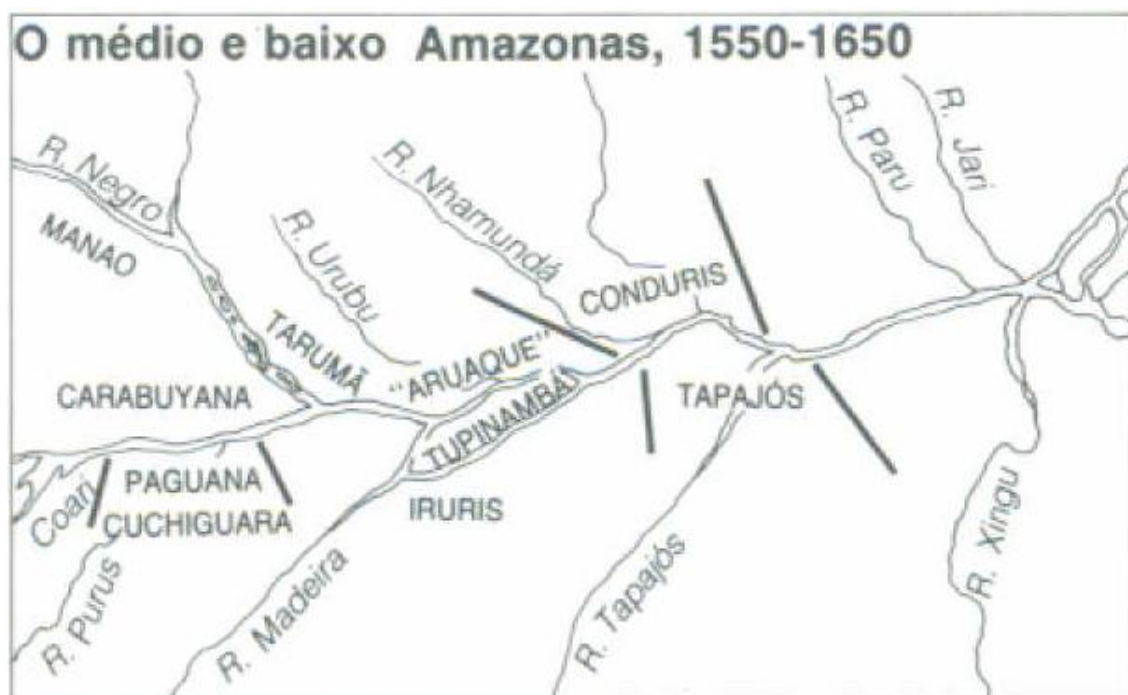 O médio e baixo Amazonas, 1550-1650
R. Negro
R. Nhamundá
R. Paru
R. Jari
MANAO
R. Urubu
CONDURIS
TARUMÃ
"ARUAQUE"
CARABUYANA
TUPINAMBÁ
TAPAJÓS
Coari
PAGUANA
CUCHIGUARA
IRURIS
R. Purus
R. Madeira
R. Tapajós
R. Xingu